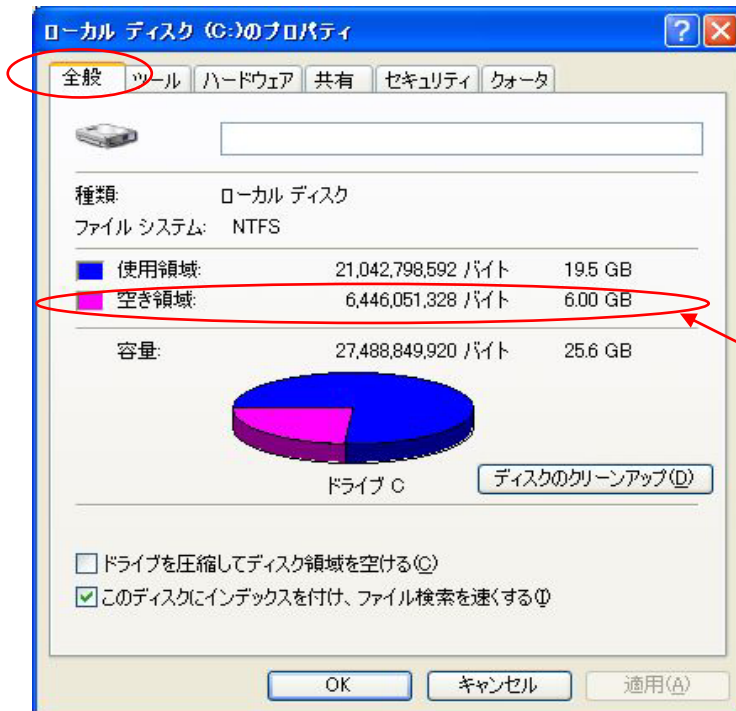 ローカル ディスク (C:)のプロパティ
全般 ツール ハードウェア 共有 セキュリティ クォータ
種類: ローカル ディスク
ファイル システム: NTFS
使用領域: 21,042,798,592 バイト 19.5 GB
空き領域: 6,446,051,328 バイト 6.00 GB
容量: 27,488,849,920 バイト 25.6 GB
ドライブ C
ディスクのクリーンアップ(D)
ドライブを圧縮してディスク領域を空ける(C)
このディスクにインデックスを付け、ファイル検索を速くする(I)
OK キャンセル 適用(A)